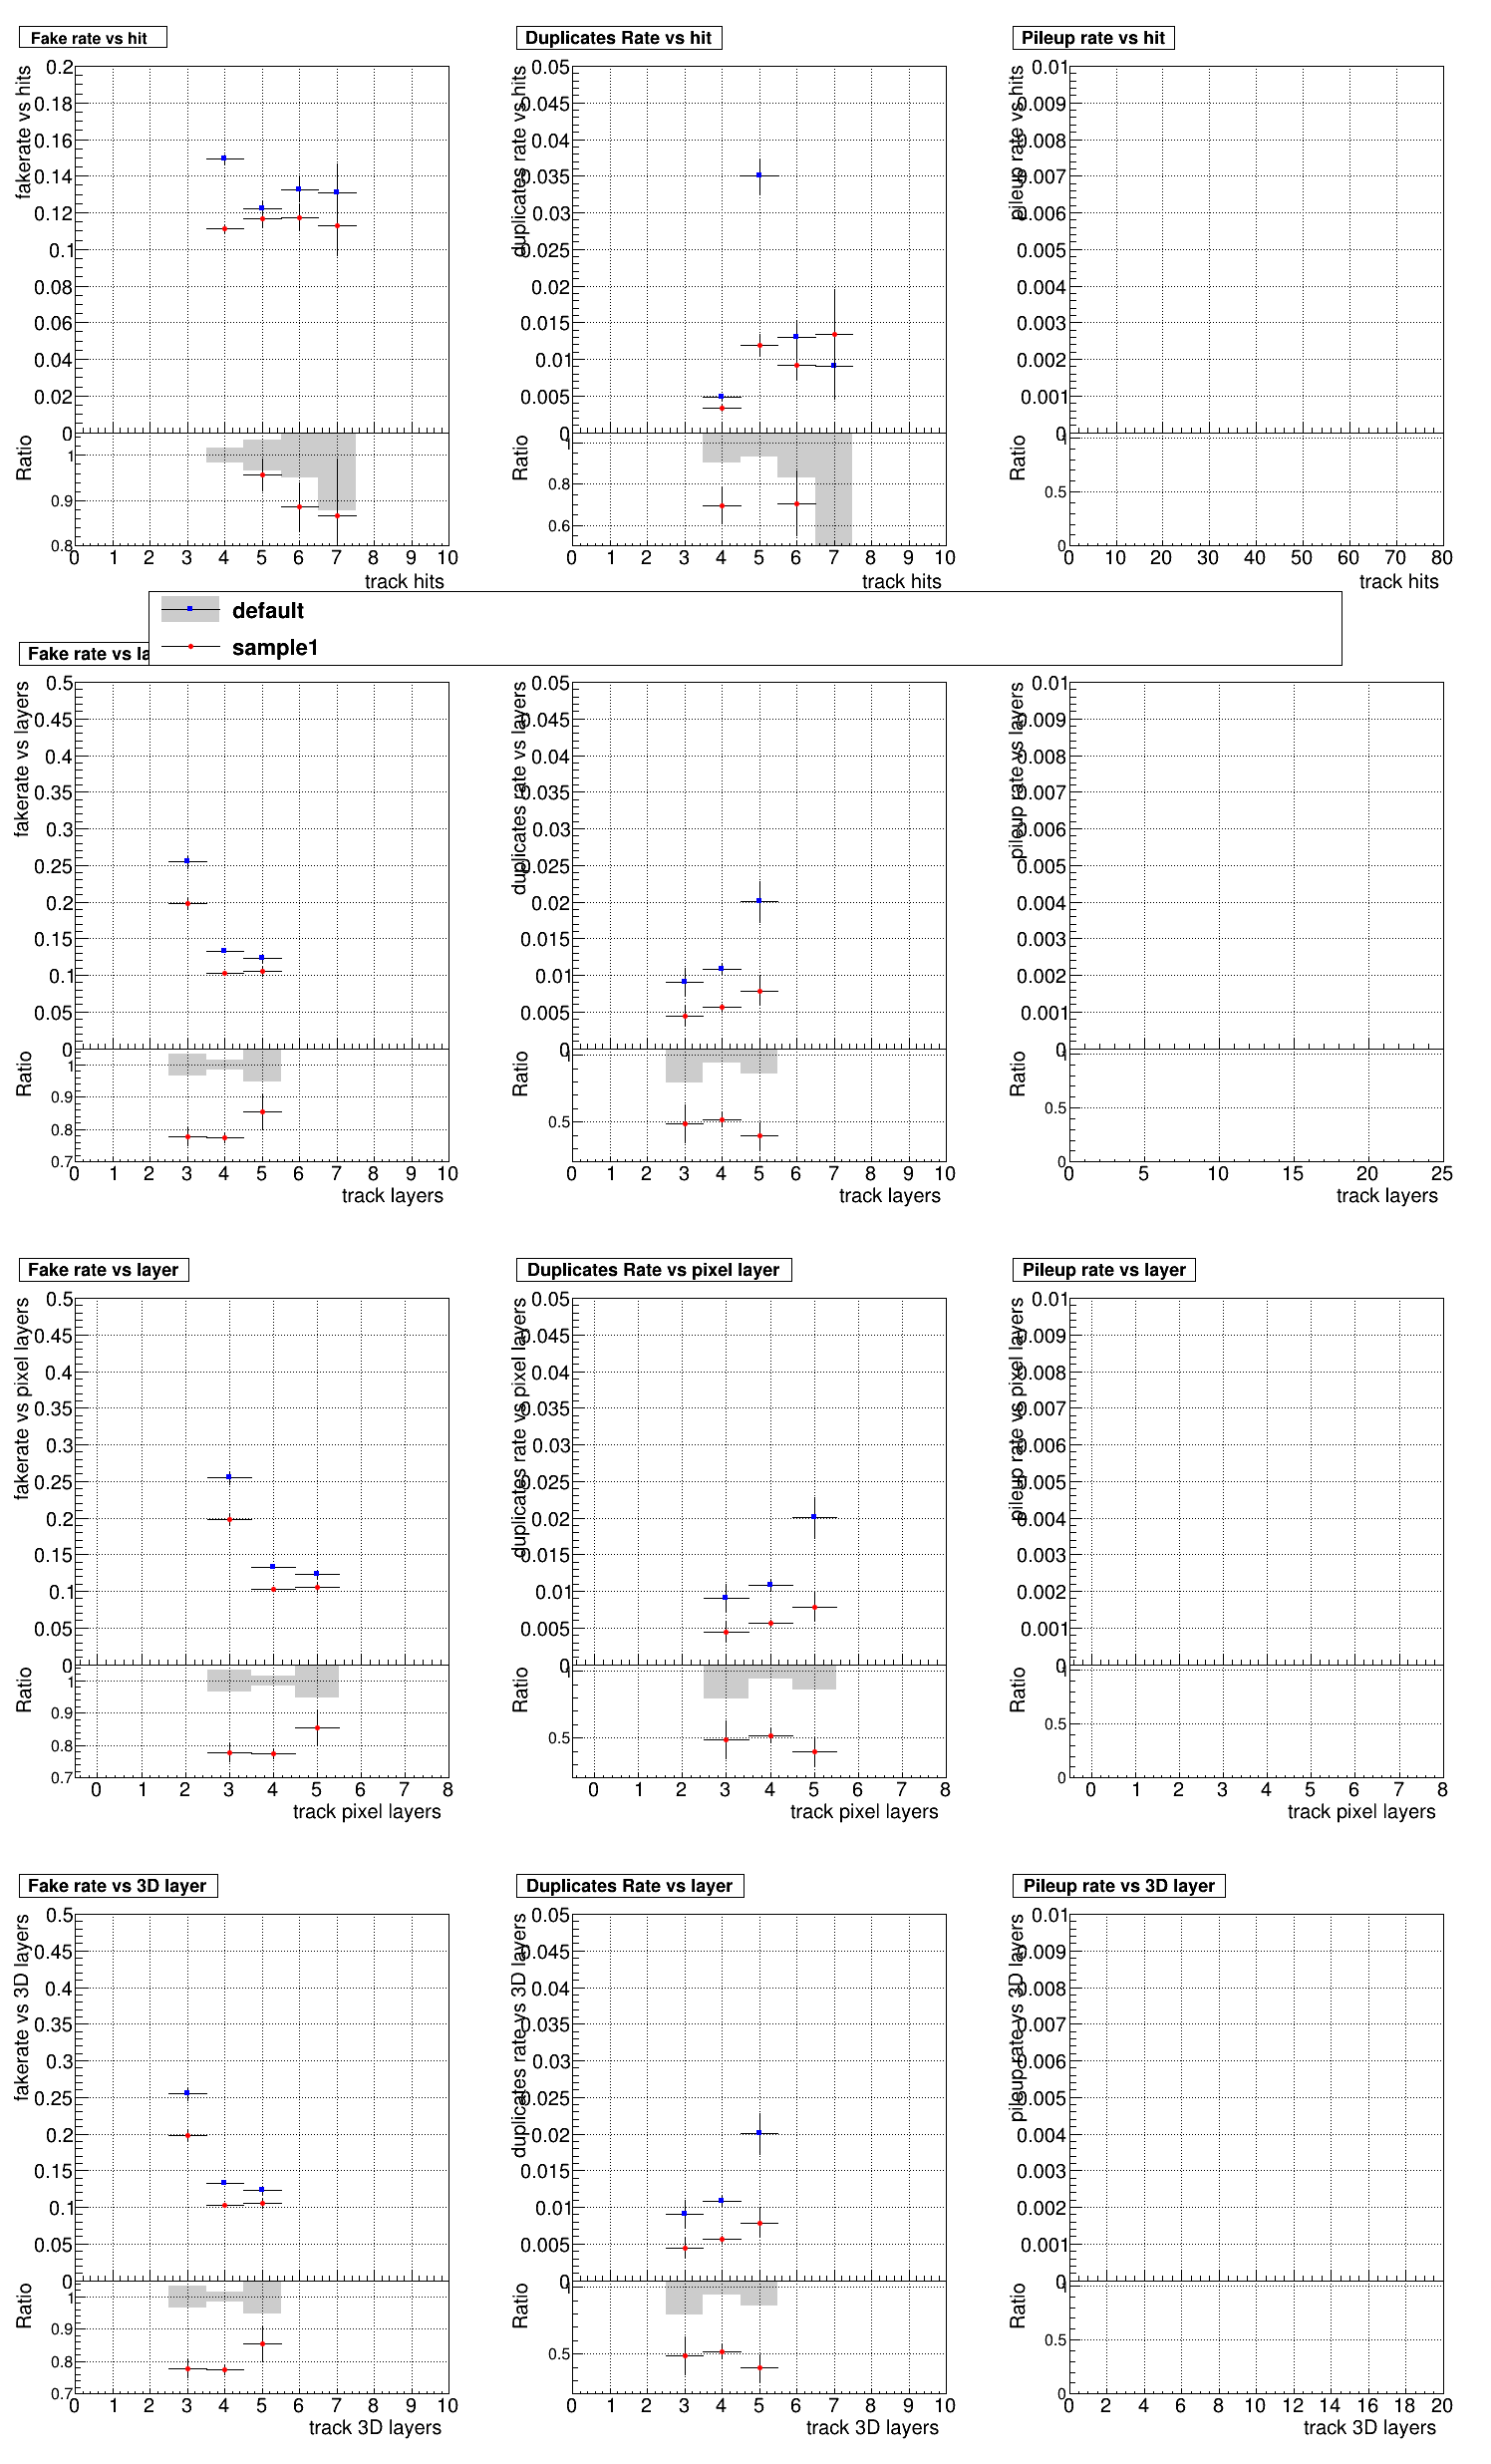 Fake rate vs hit
fakerate vs hits
0.2
0.18
0.16
0.14
0.12
0.1
0.08
0.06
0.04
0.02
0
Ratio
1
0.9
0.8
0 1 2 3 4 5 6 7 8 9 10
track hits
Duplicates Rate vs hit
duplicates rate vs hits
0.05
0.045
0.04
0.035
0.03
0.025
0.02
0.015
0.01
0.005
0
Ratio
1
0.8
0.6
0 1 2 3 4 5 6 7 8 9 10
track hits
Pileup rate vs hit
pileup rate vs hits
0.01
0.009
0.008
0.007
0.006
0.005
0.004
0.003
0.002
0.001
0
Ratio
1
0.5
0
0 10 20 30 40 50 60 70 80
track hits
default
sample1
Fake rate vs la
fakerate vs layers
0.5
0.45
0.4
0.35
0.3
0.25
0.2
0.15
0.1
0.05
0
Ratio
1
0.9
0.8
0.7
0 1 2 3 4 5 6 7 8 9 10
track layers
duplicates rate vs layers
0.05
0.045
0.04
0.035
0.03
0.025
0.02
0.015
0.01
0.005
0
Ratio
1
0.5
0 1 2 3 4 5 6 7 8 9 10
track layers
pileup rate vs layers
0.01
0.009
0.008
0.007
0.006
0.005
0.004
0.003
0.002
0.001
0
Ratio
1
0.5
0
0 5 10 15 20 25
track layers
Fake rate vs layer
fakerate vs pixel layers
0.5
0.45
0.4
0.35
0.3
0.25
0.2
0.15
0.1
0.05
0
Ratio
1
0.9
0.8
0.7
0 1 2 3 4 5 6 7 8
track pixel layers
Duplicates Rate vs pixel layer
duplicates rate vs pixel layers
0.05
0.045
0.04
0.035
0.03
0.025
0.02
0.015
0.01
0.005
0
Ratio
1
0.5
0 1 2 3 4 5 6 7 8
track pixel layers
Pileup rate vs layer
pileup rate vs pixel layers
0.01
0.009
0.008
0.007
0.006
0.005
0.004
0.003
0.002
0.001
0
Ratio
1
0.5
0
0 1 2 3 4 5 6 7 8
track pixel layers
Fake rate vs 3D layer
fakerate vs 3D layers
0.5
0.45
0.4
0.35
0.3
0.25
0.2
0.15
0.1
0.05
0
Ratio
1
0.9
0.8
0.7
0 1 2 3 4 5 6 7 8 9 10
track 3D layers
Duplicates Rate vs layer
duplicates rate vs 3D layers
0.05
0.045
0.04
0.035
0.03
0.025
0.02
0.015
0.01
0.005
0
Ratio
1
0.5
0 1 2 3 4 5 6 7 8 9 10
track 3D layers
Pileup rate vs 3D layer
pileup rate vs 3D layers
0.01
0.009
0.008
0.007
0.006
0.005
0.004
0.003
0.002
0.001
0
Ratio
1
0.5
0
0 2 4 6 8 10 12 14 16 18 20
track 3D layers